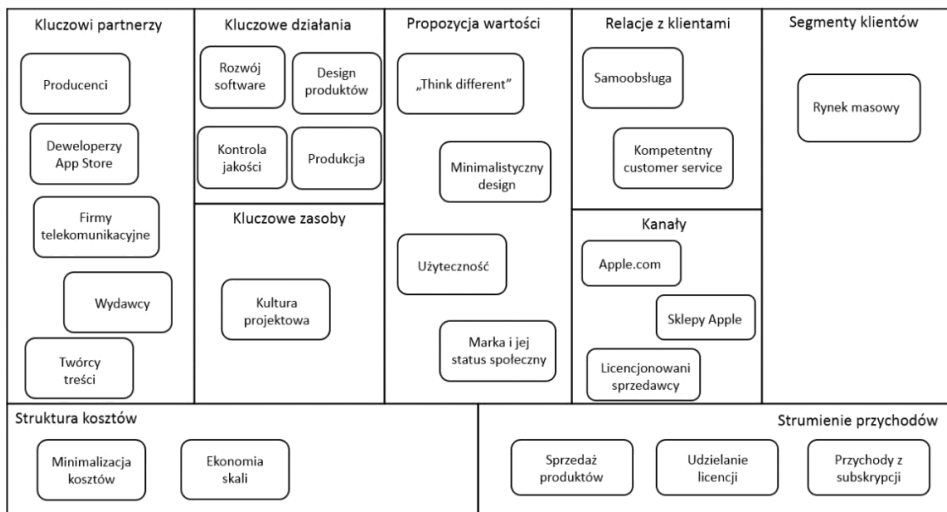 Kluczowi partnerzy
Producenci
Deweloperzy
App Store
Firmy
telekomunikacyjne
Wydawcy
Twórcy
treści
Kluczowe działania
Rozwój
software
Design
produktów
Kontrola
jakości
Produkcja
Kluczowe zasoby
Kultura
projektowa
Propozycja wartości
„Think different”
Minimalistyczny
design
Użyteczność
Marka i jej
status społeczny
Relacje z klientami
Samoobsługa
Kompetentny
customer service
Kanały
Apple.com
Sklepy Apple
Licencjonowani
sprzedawcy
Segmenty klientów
Rynek masowy
Struktura kosztów
Minimalizacja
kosztów
Ekonomia
skali
Strumienie przychodów
Sprzedaż
produktów
Udzielanie
licencji
Przychody z
subskrypcji